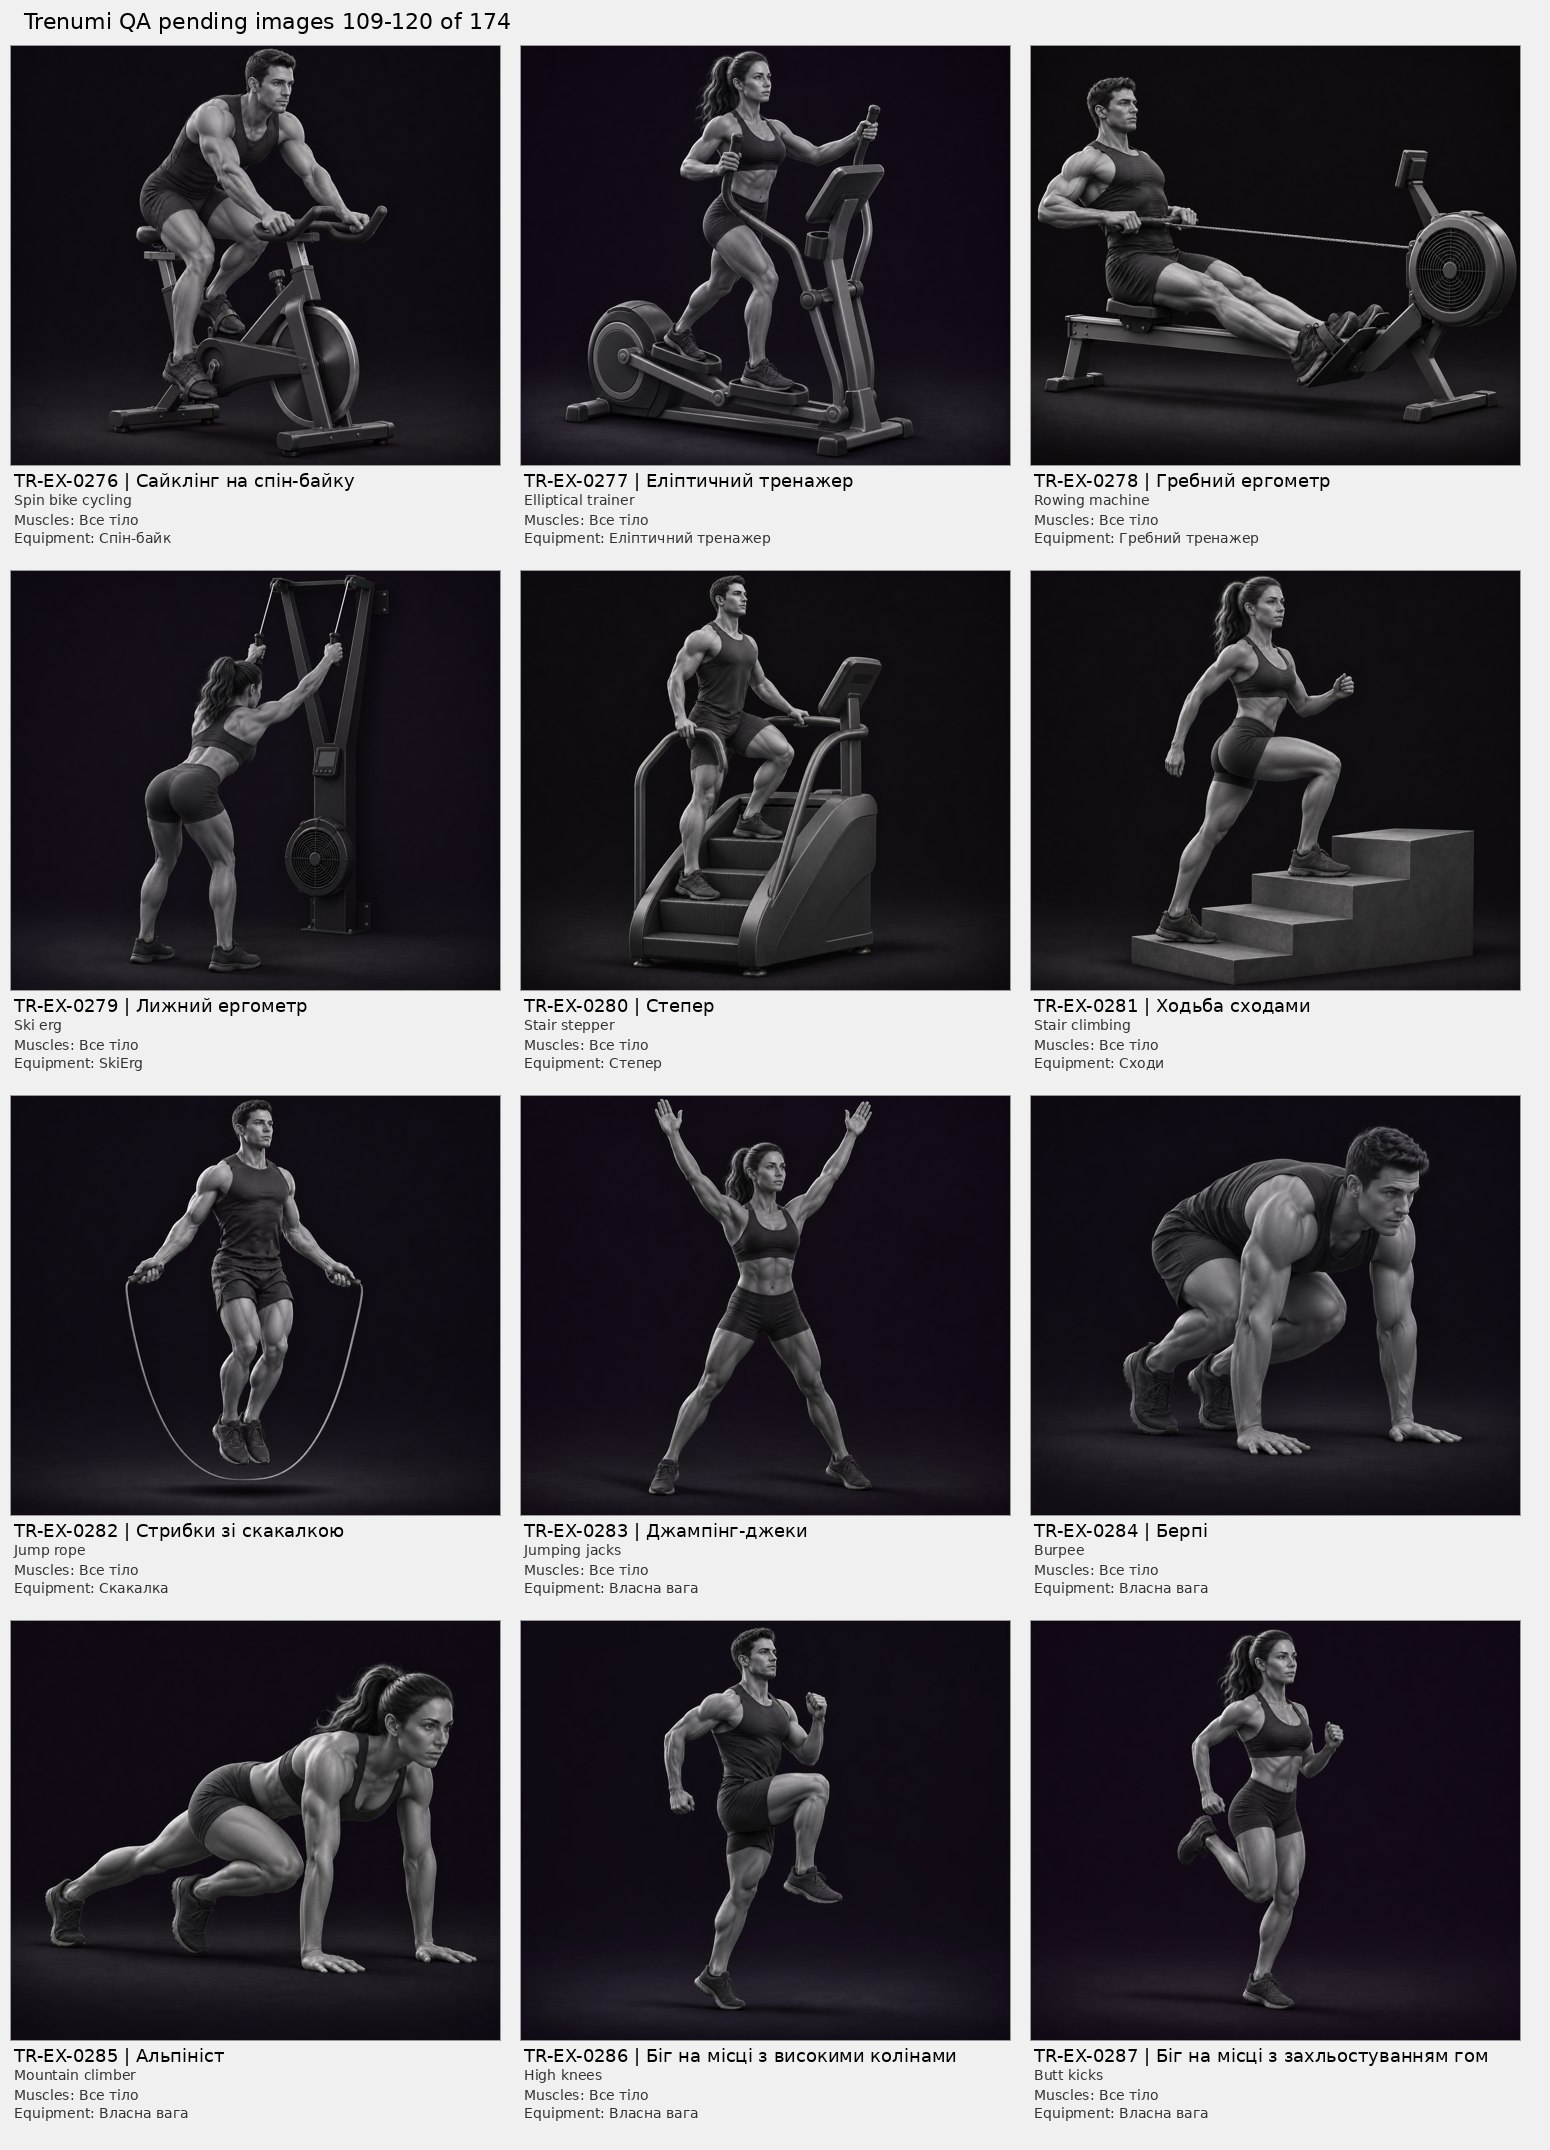 Trenumi QA pending images 109-120 of 174
TR-EX-0276 | Сайклінг на спін-байку
Spin bike cycling
Muscles: Все тіло
Equipment: Спін-байк
TR-EX-0277 | Еліптичний тренажер
Elliptical trainer
Muscles: Все тіло
Equipment: Еліптичний тренажер
TR-EX-0278 | Гребний ергометр
Rowing machine
Muscles: Все тіло
Equipment: Гребний тренажер
TR-EX-0279 | Лижний ергометр
Ski erg
Muscles: Все тіло
Equipment: SkiErg
TR-EX-0280 | Степер
Stair stepper
Muscles: Все тіло
Equipment: Степер
TR-EX-0281 | Ходьба сходами
Stair climbing
Muscles: Все тіло
Equipment: Сходи
TR-EX-0282 | Стрибки зі скакалкою
Jump rope
Muscles: Все тіло
Equipment: Скакалка
TR-EX-0283 | Джампінг-джеки
Jumping jacks
Muscles: Все тіло
Equipment: Власна вага
TR-EX-0284 | Берпі
Burpee
Muscles: Все тіло
Equipment: Власна вага
TR-EX-0285 | Альпініст
Mountain climber
Muscles: Все тіло
Equipment: Власна вага
TR-EX-0286 | Біг на місці з високими колінами
High knees
Muscles: Все тіло
Equipment: Власна вага
TR-EX-0287 | Біг на місці з захльостуванням гом
Butt kicks
Muscles: Все тіло
Equipment: Власна вага